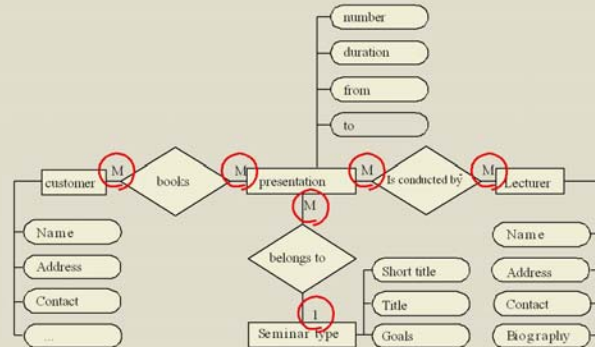 number
duration
from
to
M M M M
customer books presentation Is conducted by Lecturer
M
Name Name
belongs to
Address Short title Address
Contact Title Contact
1
... Seminar type Goals Biography